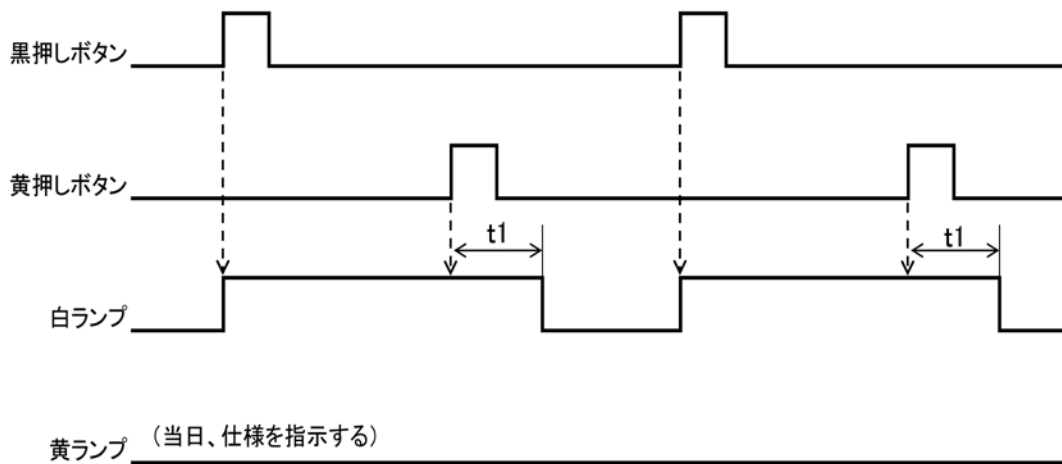 黒押しボタン
黄押しボタン
t1
t1
白ランプ
黄ランプ
(当日、仕様を指示する)